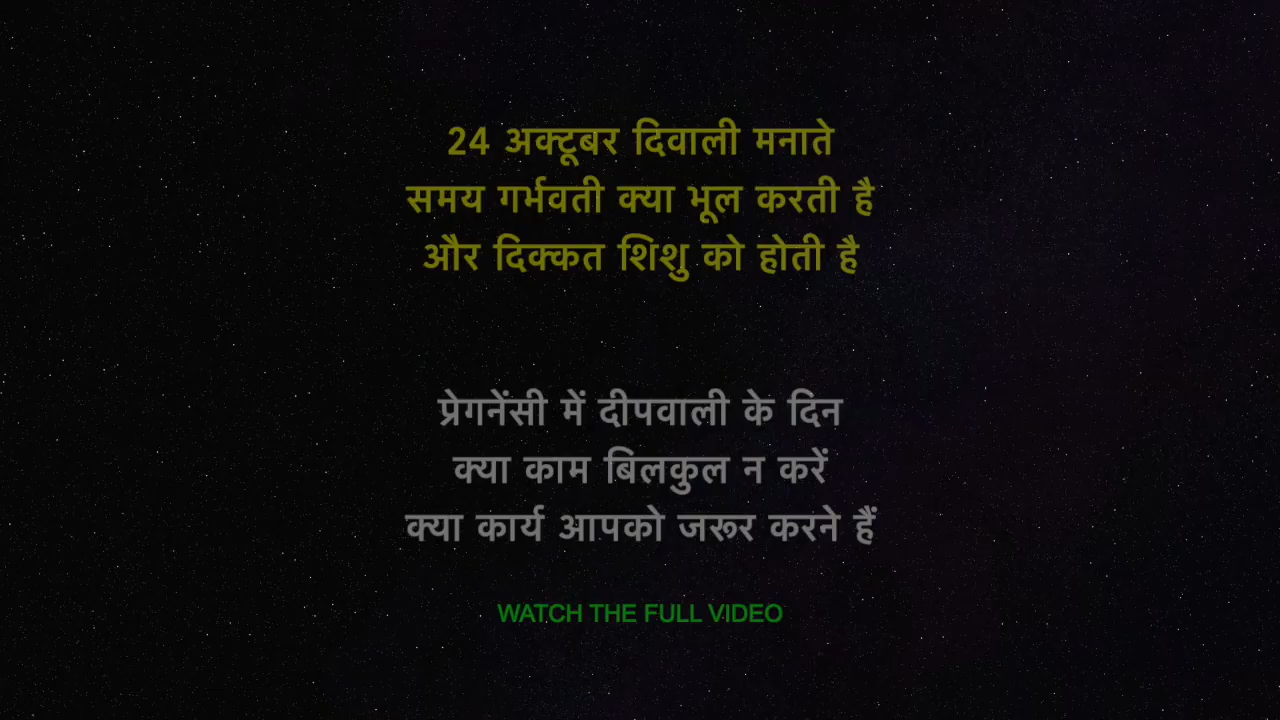 24 अक्टूबर दिवाली मनाते
समय गर्भवती क्या भूल करती है
और दिक्कत शिशु को होती है
प्रेगनेंसी में दीपवाली के दिन
क्या काम बिलकुल न करें
क्या कार्य आपको जरूर करने हैं
WATCH THE FULL VIDEO